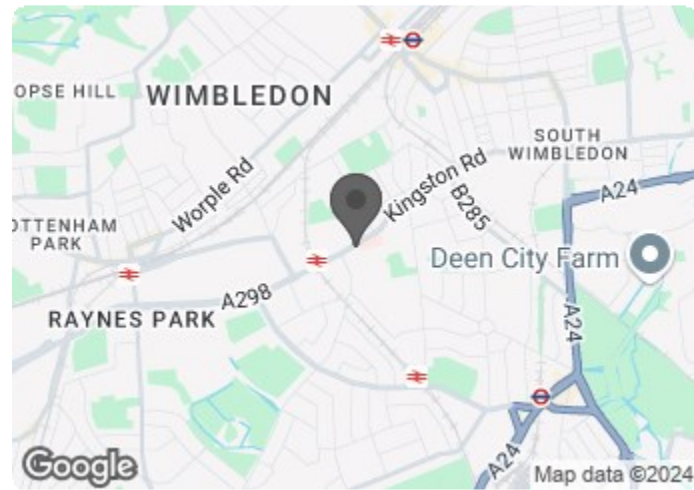 OPSE HILL
WIMBLEDON
SOUTH
WIMBLEDON
Worple Rd
Kingston Rd
B285
A24
OTTENHAM
PARK
Deen City Farm
A298
RAYNES PARK
A24
A24
Google
Map data ©2024